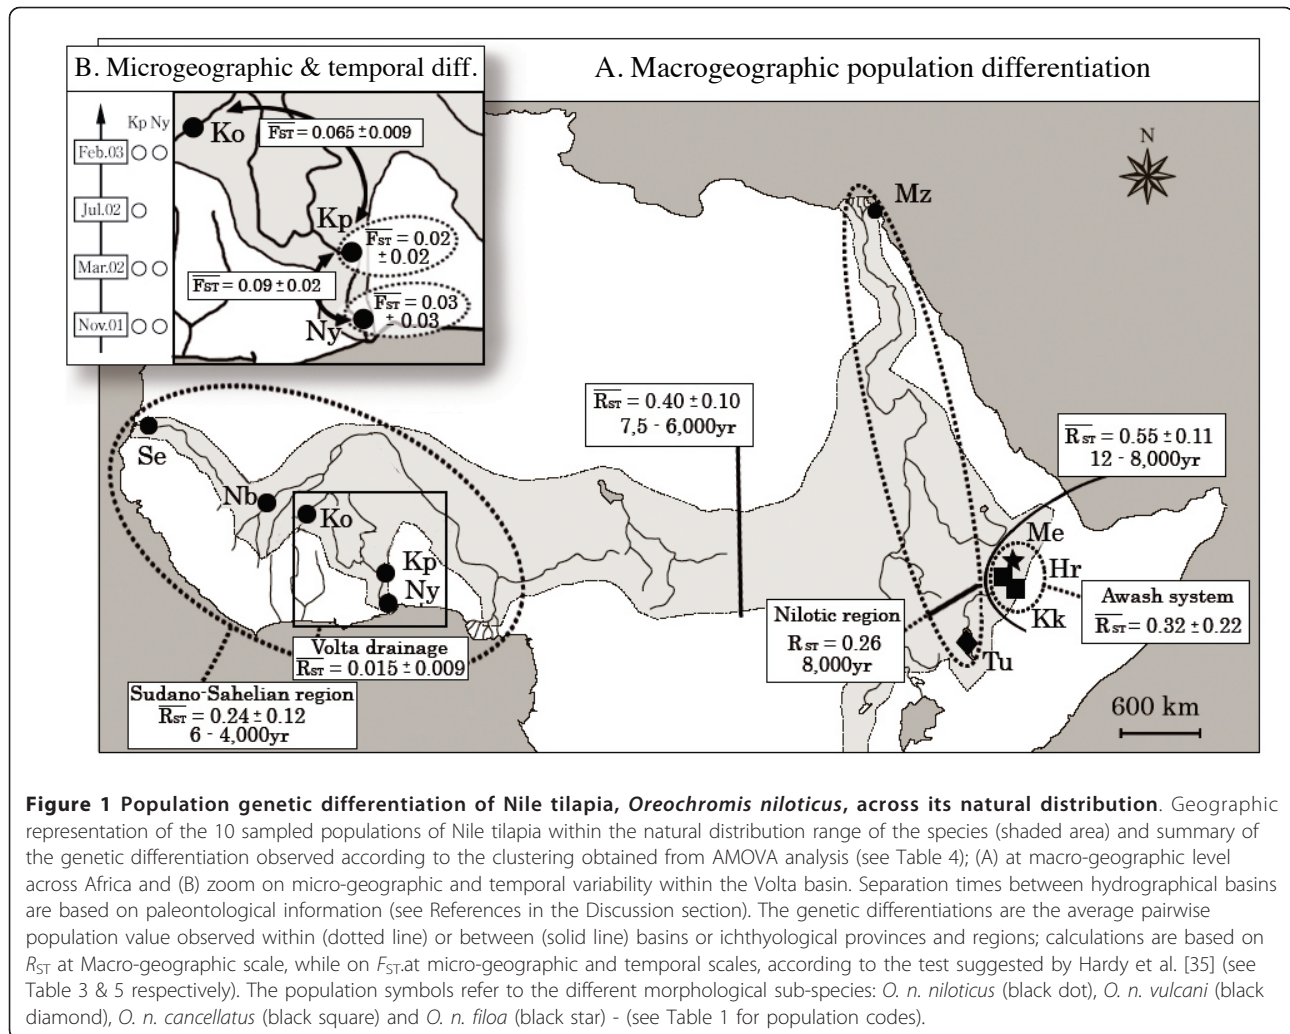 B. Microgeographic & temporal diff.
A. Macrogeographic population differentiation
Kp Ny
Feb.03
Jul.02
Mar.02
Nov.01
Ko
FST = 0.065 ± 0.009
Kp
FST = 0.02
± 0.02
FST = 0.09 ± 0.02
FST = 0.03
± 0.03
Ny
N
Mz
RST = 0.40 ± 0.10
7,5 - 6,000yr
RST = 0.55 ± 0.11
12 - 8,000yr
Se
Nb
Ko
Kp
Ny
Me
Hr
Kk
Tu
Awash system
RST = 0.32 ± 0.22
Nilotic region
RST = 0.26
8,000yr
Volta drainage
RST = 0.015 ± 0.009
Sudano-Sahelian region
RST = 0.24 ± 0.12
6 - 4,000yr
600 km
Figure 1 Population genetic differentiation of Nile tilapia, Oreochromis niloticus, across its natural distribution. Geographic
representation of the 10 sampled populations of Nile tilapia within the natural distribution range of the species (shaded area) and summary of
the genetic differentiation observed according to the clustering obtained from AMOVA analysis (see Table 4); (A) at macro-geographic level
across Africa and (B) zoom on micro-geographic and temporal variability within the Volta basin. Separation times between hydrographical basins
are based on paleontological information (see References in the Discussion section). The genetic differentiations are the average pairwise
population value observed within (dotted line) or between (solid line) basins or ichthyological provinces and regions; calculations are based on
RST at Macro-geographic scale, while on FST.at micro-geographic and temporal scales, according to the test suggested by Hardy et al. [35] (see
Table 3 & 5 respectively). The population symbols refer to the different morphological sub-species: O. n. niloticus (black dot), O. n. vulcani (black
diamond), O. n. cancellatus (black square) and O. n. filoa (black star) - (see Table 1 for population codes).